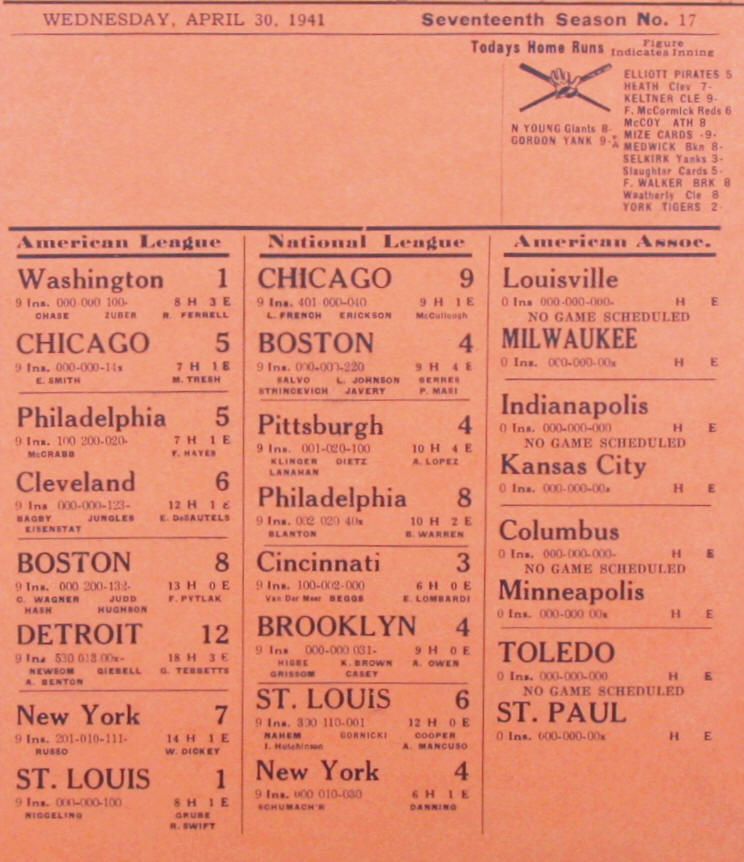 WEDNESDAY, APRIL 30, 1941
Seventeenth Season No. 17
Todays Home Runs Figure Indicates Inning
N YOUNG Giants 8-
GORDON YANK 9-
ELLIOTT PIRATES 5
HEATH Clev 7-
KELTNER CLE 9-
F. McCormick Reds 6
McCOY ATH 8
MIZE CARDS -9-
MEDWICK Bkn 8-
SELKIRK Yanks 3-
Slaughter Cards 5-
F. WALKER BRK 8
Weatherly Cle 8
YORK TIGERS 2-
American League
Washington 1
9 Ins. 000-000 100- 8 H 3 E
CHASE ZUBER R. FERRELL
CHICAGO 5
9 Ins. 000-000-14x 7 H 1 E
E. SMITH M. TRESH
Philadelphia 5
9 Ins. 100 200-020- 7 H 1 E
McCRABB F. HAYES
Cleveland 6
9 Ins 000-000-123- 12 H 1 E
BAGBY JUNGLES E. DeSAUTELS
EISENSTAT
BOSTON 8
9 Ins. 000 200-132- 13 H 0 E
C. WAGNER JUDD F. PYTLAK
HASH HUGHSON
DETROIT 12
9 Ins 530 013 00x- 18 H 3 E
NEWSOM GIEBELL G. TEBBETTS
A. BENTON
New York 7
9 Ins. 201-010-111- 14 H 1 E
RUSSO W. DICKEY
ST. LOUIS 1
9 Ins. 000-000-100 8 H 1 E
NIGGELING GRUBE
R. SWIFT
National League
CHICAGO 9
9 Ins. 401-000-040 9 H 1 E
L. FRENCH ERICKSON McCullough
BOSTON 4
9 Ins. 000-000-220 9 H 4 E
SALVO L. JOHNSON BERRES
STRINCEVICH JAVERY P. MASI
Pittsburgh 4
9 Ins. 001-020-100 10 H 4 E
KLINGER DIETZ A. LOPEZ
LANAHAN
Philadelphia 8
9 Ins. 002 020 40x 10 H 2 E
BLANTON B. WARREN
Cincinnati 3
9 Ins. 100-002-000 6 H 0 E
Van Der Meer BEGGS E. LOMBARDI
BROOKLYN 4
9 Ins 000-000 031- 9 H 0 E
HIGBE K. BROWN A. OWEN
GRISSOM CASEY
ST. LOUIS 6
9 Ins. 300 110-001 12 H 0 E
NAHEM GORNICKI COOPER
I. Hutchinson A. MANCUSO
New York 4
9 Ins. 000 010-030 6 H 1 E
SCHUMACH'R DANNING
American Assoc.
Louisville
0 Ins 000-000-000- H E
NO GAME SCHEDULED
MILWAUKEE
0 Ins. 000-000-00x H E
Indianapolis
0 Ins. 000-000-000 H E
NO GAME SCHEDULED
Kansas City
0 Ins. 000-000-00x H E
Columbus
0 Ins. 000-000-000- H E
NO GAME SCHEDULED
Minneapolis
0 Ins. 000-000 00x H E
TOLEDO
0 Ins. 000-000-000 H E
NO GAME SCHEDULED
ST. PAUL
0 Ins. 000-000-00x H E